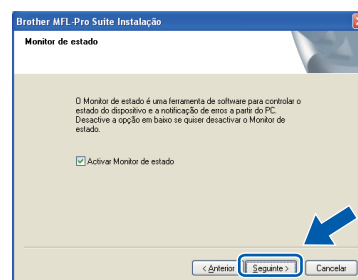 Brother MFL-Pro Suite Instalação
Monitor de estado
O Monitor de estado é uma ferramenta de software para controlar o
estado do dispositivo e a notificação de erros a partir do PC.
Desactive a opção em baixo se quiser desactivar o Monitor de
estado.
Activar Monitor de estado
< Anterior
Seguinte >
Cancelar